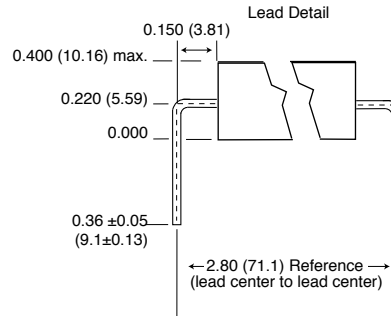 Lead Detail
0.150 (3.81)
0.400 (10.16) max.
0.220 (5.59)
0.000
0.36 ±0.05
(9.1±0.13)
2.80 (71.1) Reference
(lead center to lead center)